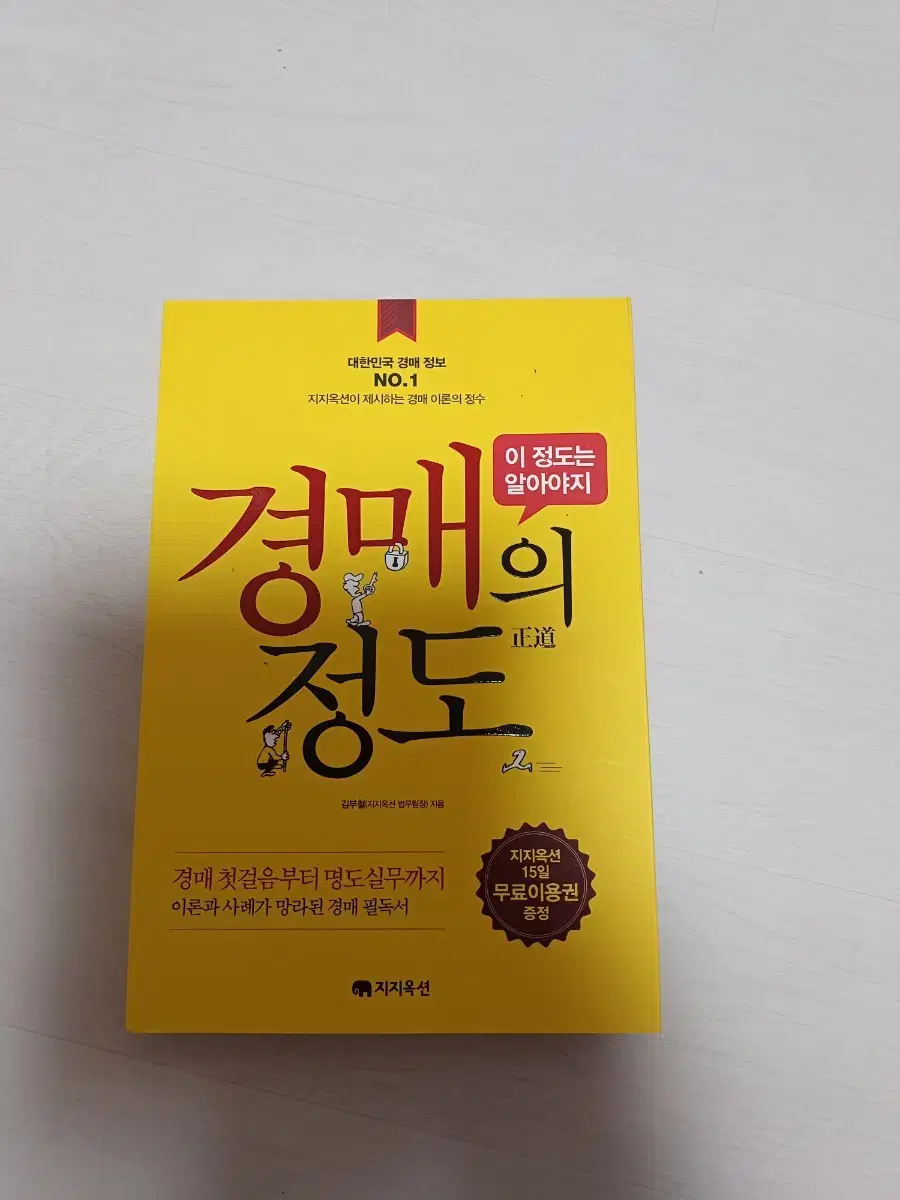 대한민국 경매 정보
NO.1
지지옥션이 제시하는 경매 이론의 정수
이 정도는
알아야지
경매의
正道
정도
김부철(지지옥션 법무팀장) 지음
경매 첫걸음부터 명도실무까지
이론과 사례가 망라된 경매 필독서
지지옥션
15일
무료이용권
증정
지지옥션